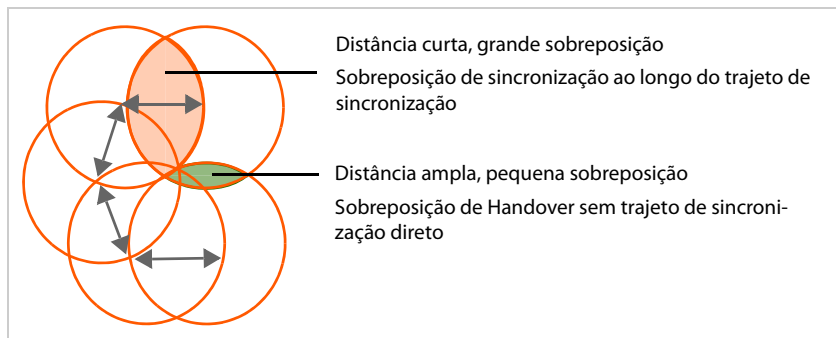 Distância curta, grande sobreposição
Sobreposição de sincronização ao longo do trajeto de
sincronização
Distância ampla, pequena sobreposição
Sobreposição de Handover sem trajeto de sincroni-
zação direto